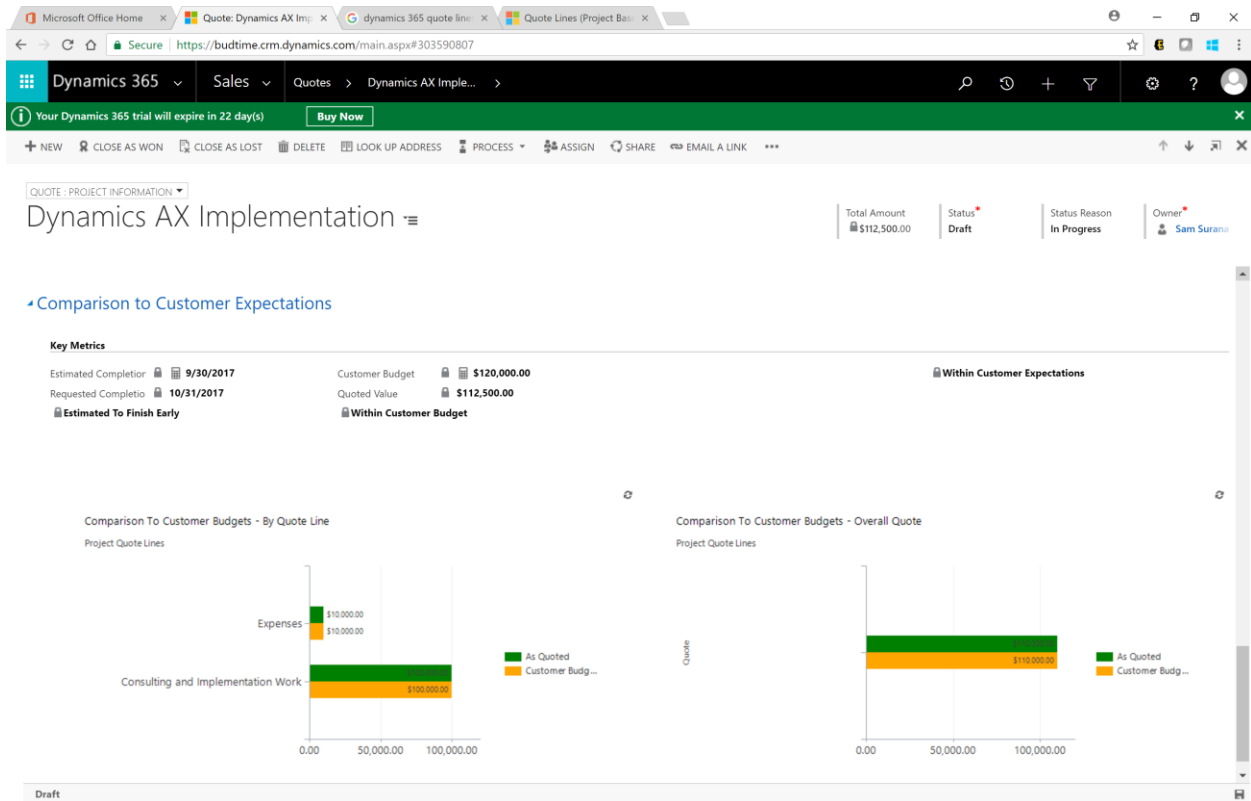 Microsoft Office Home
Quote: Dynamics AX Imp
dynamics 365 quote line
Quote Lines (Project Bas
Secure https://budtime.crm.dynamics.com/main.aspx#303590807
Dynamics 365 Sales Quotes > Dynamics AX Imple... >
Your Dynamics 365 trial will expire in 22 day(s) Buy Now
NEW CLOSE AS WON CLOSE AS LOST DELETE LOOK UP ADDRESS PROCESS ASSIGN SHARE EMAIL A LINK •••
QUOTE : PROJECT INFORMATION
Dynamics AX Implementation
Total Amount
$112,500.00
Status*
Draft
Status Reason
In Progress
Owner*
Sam Surana
Comparison to Customer Expectations
Key Metrics
Estimated Completior 9/30/2017
Requested Completio 10/31/2017
Estimated To Finish Early
Customer Budget $120,000.00
Quoted Value $112,500.00
Within Customer Budget
Within Customer Expectations
Comparison To Customer Budgets - By Quote Line
Project Quote Lines
Expenses
$10,000.00
$10,000.00
Consulting and Implementation Work
$100,000.00
As Quoted
Customer Budg...
0.00 50,000.00 100,000.00
Comparison To Customer Budgets - Overall Quote
Project Quote Lines
Quote
$110,000.00
As Quoted
Customer Budg...
0.00 50,000.00 100,000.00
Draft